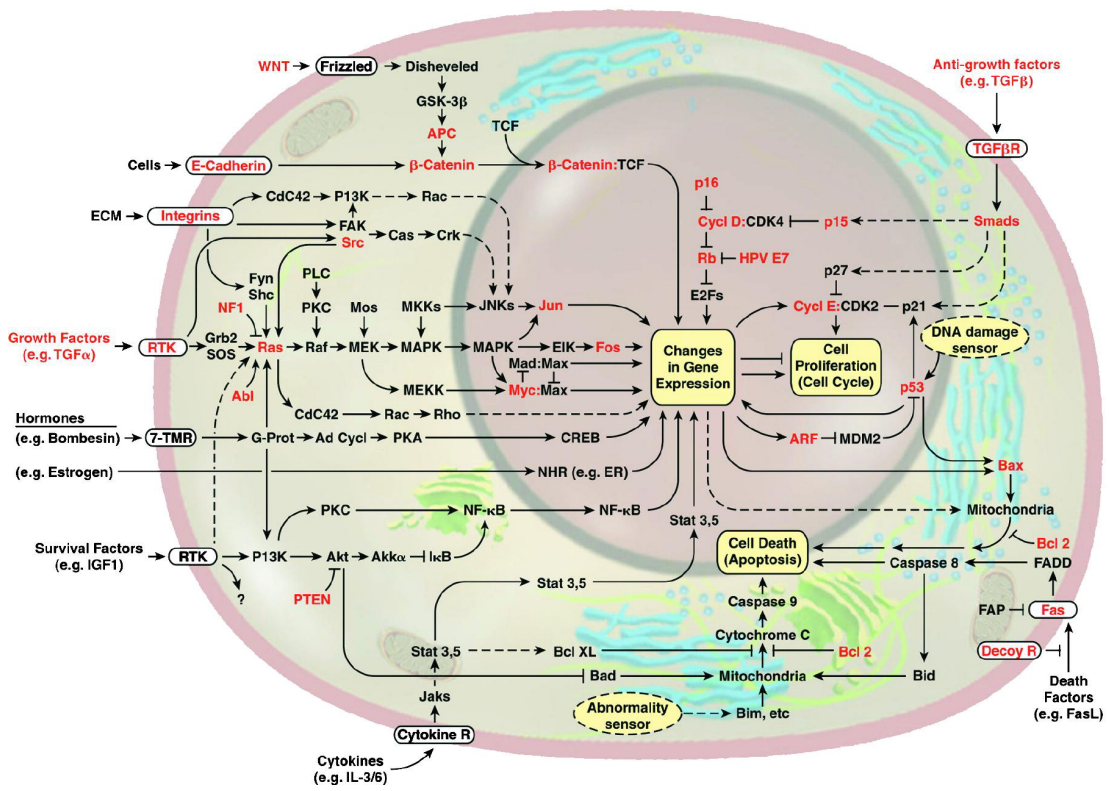 WNT
Frizzled
Disheveled
GSK-3β
APC
TCF
Cells
E-Cadherin
β-Catenin
β-Catenin:TCF
Anti-growth factors
(e.g. TGFβ)
TGFβR
Smads
p16
Cycl D:CDK4
p15
Rb
HPV E7
E2Fs
p27
Cycl E:CDK2
p21
DNA damage
sensor
ECM
Integrins
CdC42
P13K
Rac
FAK
Src
Cas
Crk
Fyn
Shc
PLC
NF1
PKC
Mos
MKKs
JNKs
Jun
Growth Factors
(e.g. TGFα)
RTK
Grb2
SOS
Ras
Raf
MEK
MAPK
MAPK
EIK
Fos
Mad:Max
Changes
in Gene
Expression
Cell
Proliferation
(Cell Cycle)
p53
Abl
MEKK
Myc:Max
CdC42
Rac
Rho
Hormones
(e.g. Bombesin)
7-TMR
G-Prot
Ad Cycl
PKA
CREB
ARF
MDM2
Bax
(e.g. Estrogen)
NHR (e.g. ER)
PKC
NF-κB
NF-κB
Stat 3,5
Mitochondria
Survival Factors
(e.g. IGF1)
RTK
P13K
Akt
Akkα
IκB
Cell Death
(Apoptosis)
Bcl 2
Caspase 8
FADD
?
PTEN
Stat 3,5
Caspase 9
FAP
Fas
Stat 3,5
Bcl XL
Cytochrome C
Bcl 2
Decoy R
Jaks
Bad
Mitochondria
Bid
Death
Factors
(e.g. FasL)
Abnormality
sensor
Bim, etc
Cytokine R
Cytokines
(e.g. IL-3/6)